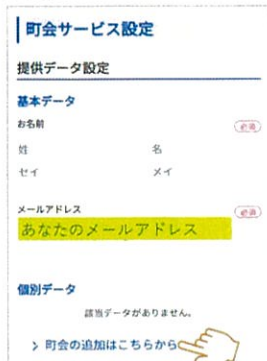 町会サービス設定
提供データ設定
基本データ
お名前 必須
姓 名
セイ メイ
メールアドレス 必須
あなたのメールアドレス
個別データ
該当データがありません。
> 町会の追加はこちらから